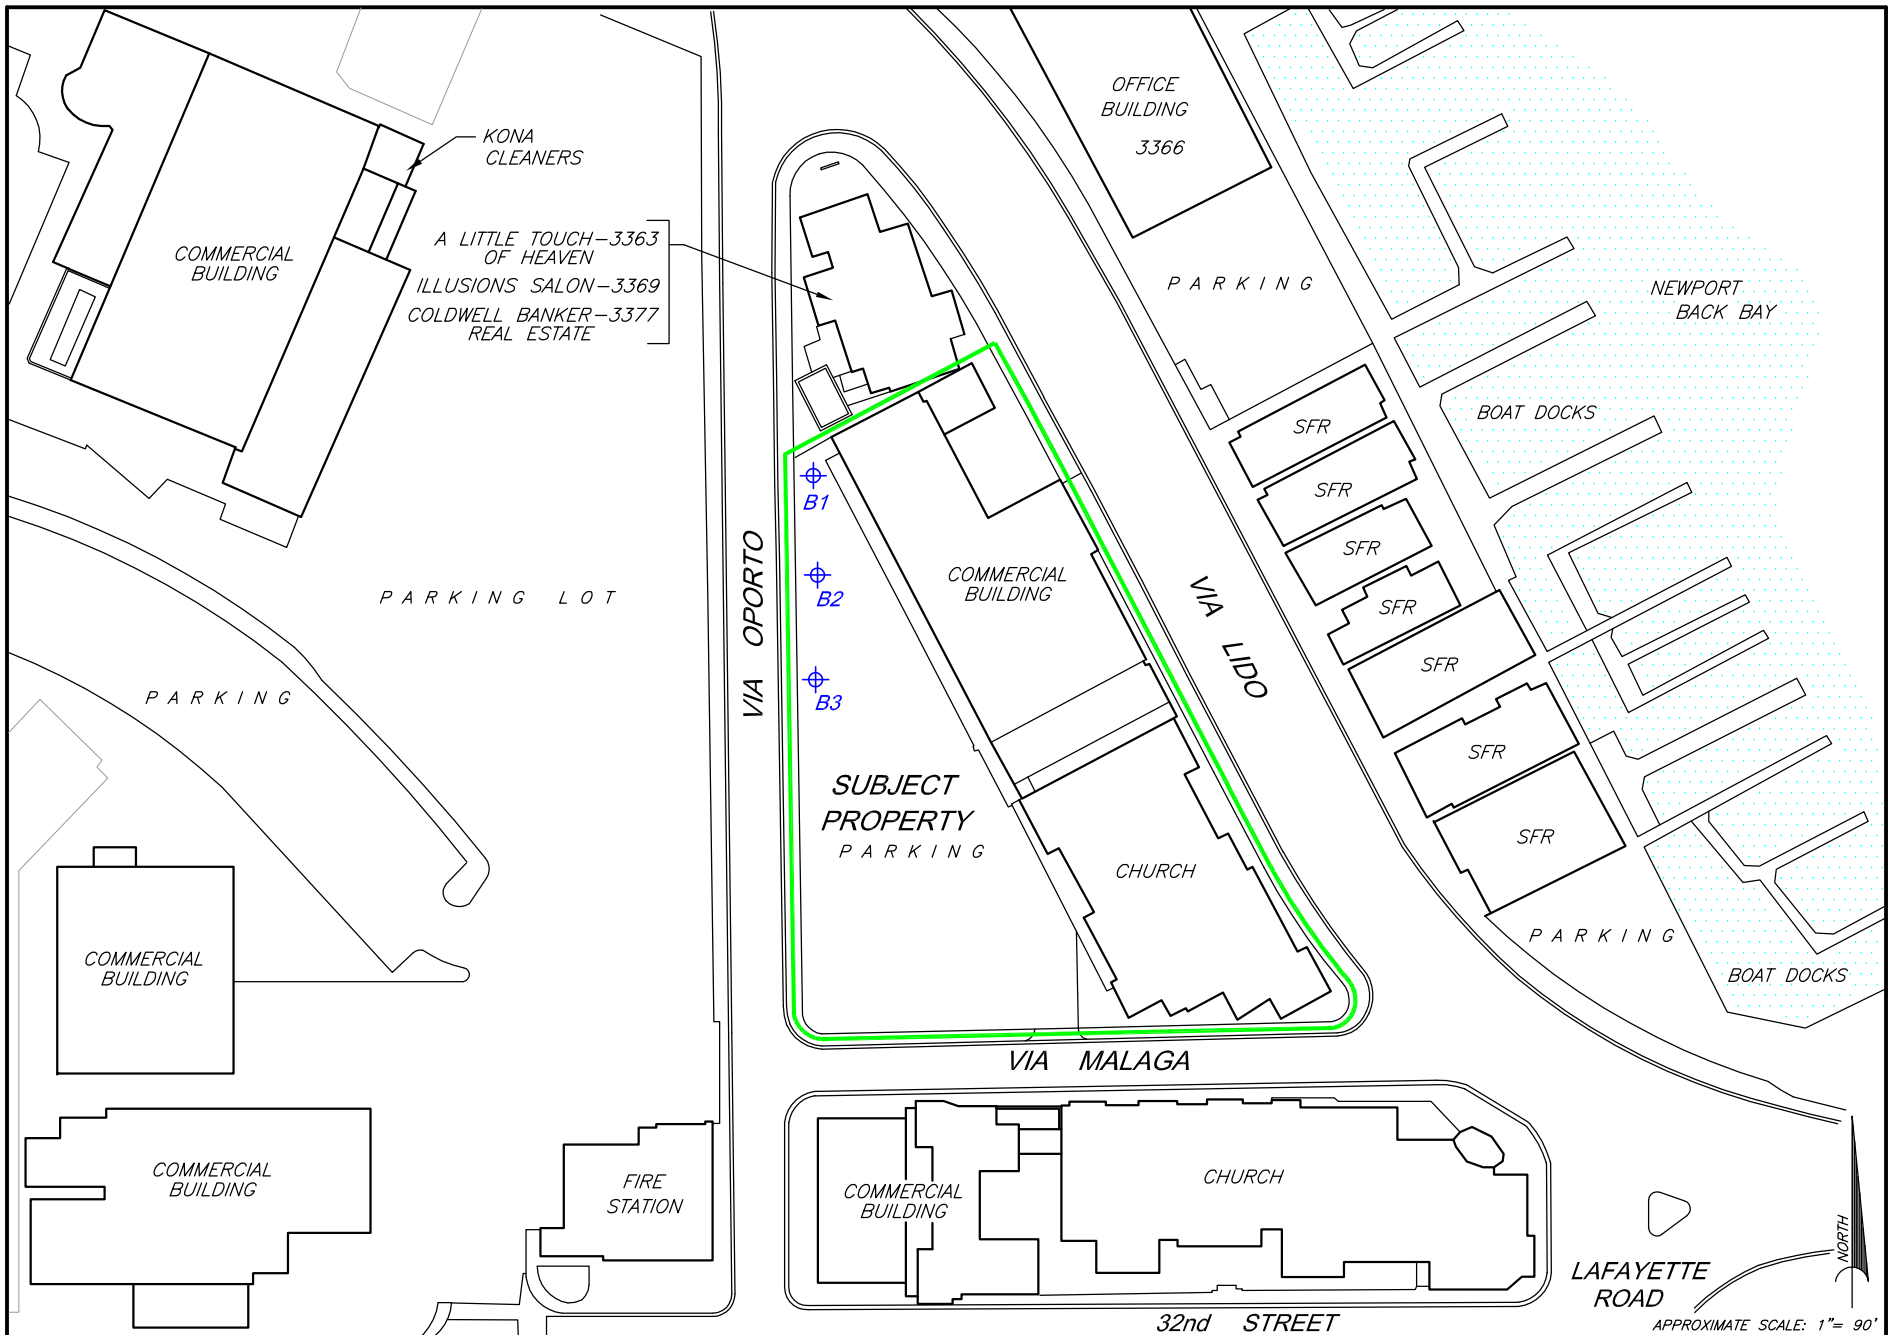 OFFICE
BUILDING
3366
KONA
CLEANERS
A LITTLE TOUCH-3363
OF HEAVEN
ILLUSIONS SALON-3369
COLDWELL BANKER-3377
REAL ESTATE
COMMERCIAL
BUILDING
PARKING
NEWPORT
BACK BAY
BOAT DOCKS
SFR
SFR
SFR
SFR
SFR
SFR
SFR
B1
B2
B3
VIA OPORTO
COMMERCIAL
BUILDING
VIA LIDO
PARKING LOT
PARKING
SUBJECT
PROPERTY
PARKING
CHURCH
PARKING
BOAT DOCKS
COMMERCIAL
BUILDING
VIA MALAGA
COMMERCIAL
BUILDING
FIRE
STATION
COMMERCIAL
BUILDING
CHURCH
NORTH
LAFAYETTE
ROAD
32nd STREET
APPROXIMATE SCALE: 1"= 90'